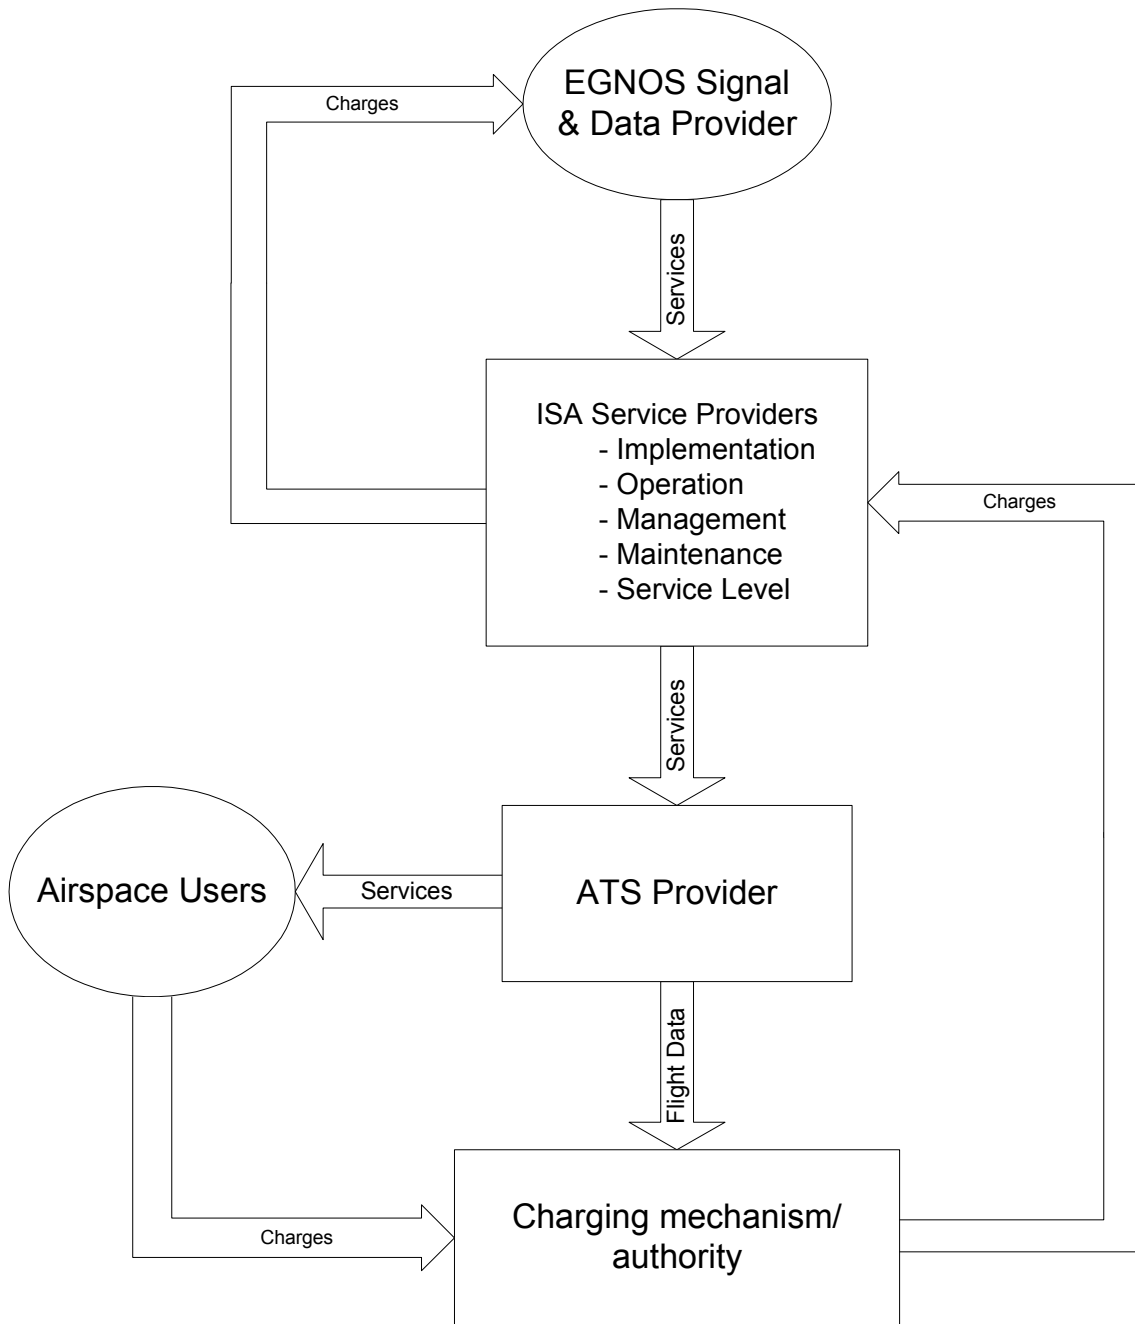 EGNOS Signal
& Data Provider
Charges
Services
ISA Service Providers
- Implementation
- Operation
- Management
- Maintenance
- Service Level
Charges
Services
Airspace Users
Services
ATS Provider
Flight Data
Charging mechanism/
authority
Charges